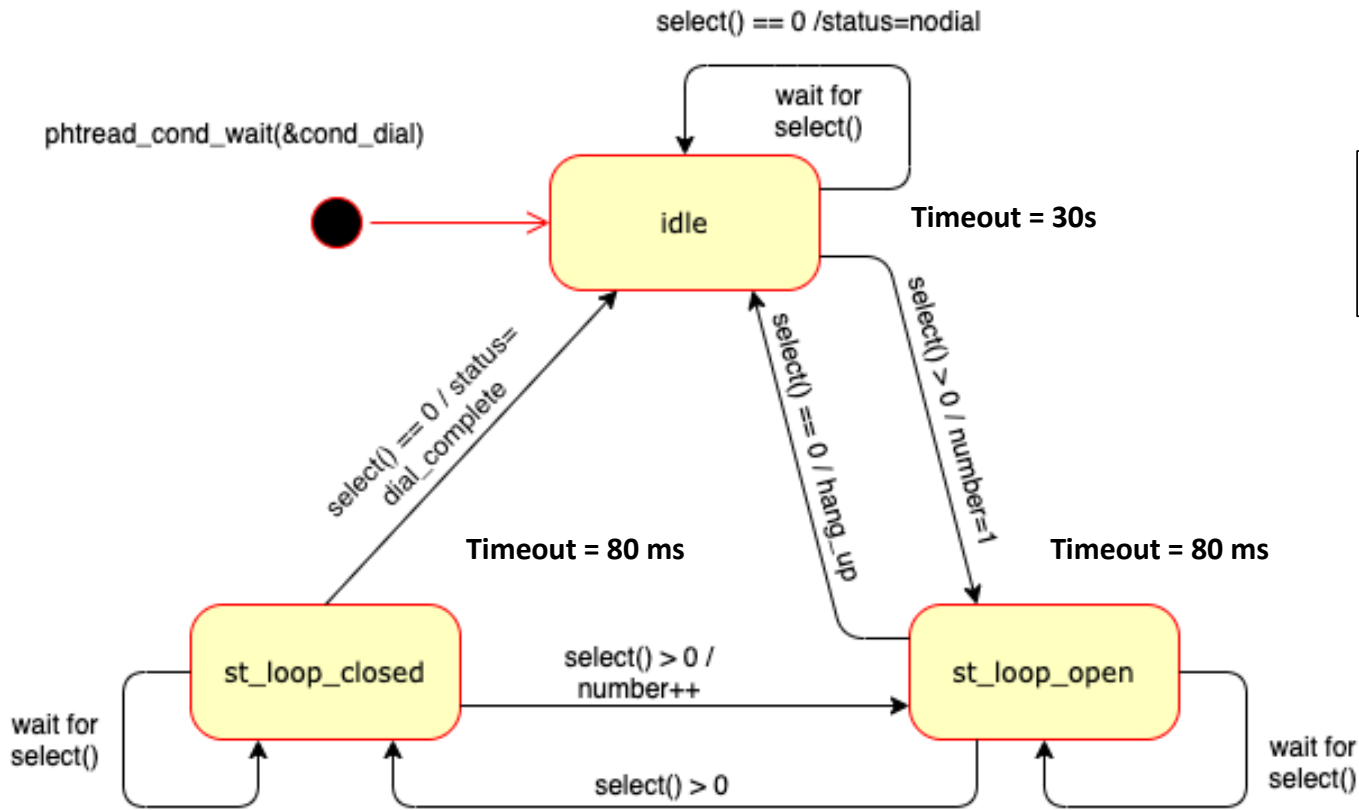 select() == 0 /status=nodial
wait for
select()
phtread_cond_wait(&cond_dial)
idle
Timeout = 30s
select() == 0 / status=
dial_complete
select() == 0 / hang_up
select() > 0 / number=1
Timeout = 80 ms
Timeout = 80 ms
st_loop_closed
select() > 0 /
number++
st_loop_open
wait for
select()
wait for
select()
select() > 0